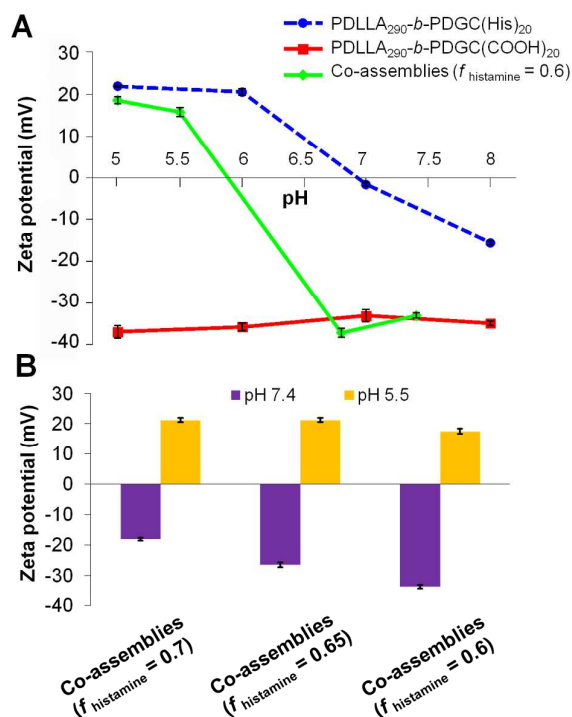 A
PDLLA290-b-PDGC(His)20
PDLLA290-b-PDGC(COOH)20
Co-assemblies (f histamine = 0.6)
Zeta potential (mV)
30
20
10
0
-10
-20
-30
-40
5 5.5 6 6.5 7 7.5 8
pH
B
pH 7.4 pH 5.5
Zeta potential (mV)
30
20
10
0
-10
-20
-30
-40
Co-assemblies
(f histamine = 0.7)
Co-assemblies
(f histamine = 0.65)
Co-assemblies
(f histamine = 0.6)